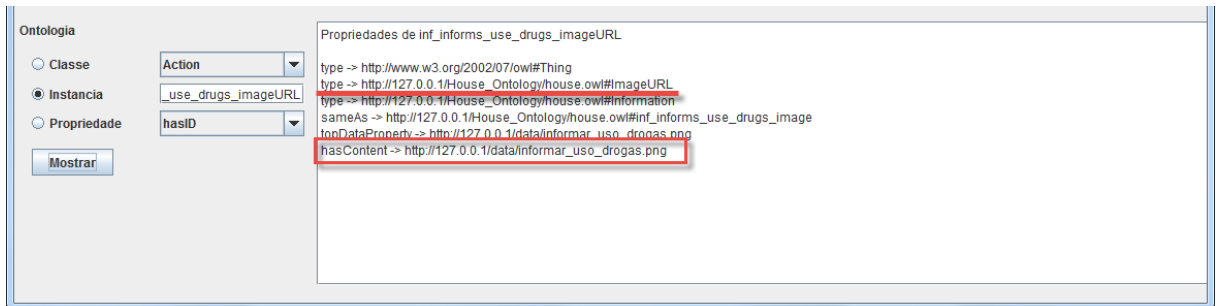 Ontologia
Classe
Action
Instancia
_use_drugs_imageURL
Propriedade
hasID
Mostrar
Propriedades de inf_informs_use_drugs_imageURL
type -> http://www.w3.org/2002/07/owl#Thing
type -> http://127.0.0.1/House_Ontology/house.owl#ImageURL
type -> http://127.0.0.1/House_Ontology/house.owl#Information
sameAs -> http://127.0.0.1/House_Ontology/house.owl#inf_informs_use_drugs_image
topDataProperty -> http://127.0.0.1/data/informar_uso_drogas.png
hasContent -> http://127.0.0.1/data/informar_uso_drogas.png